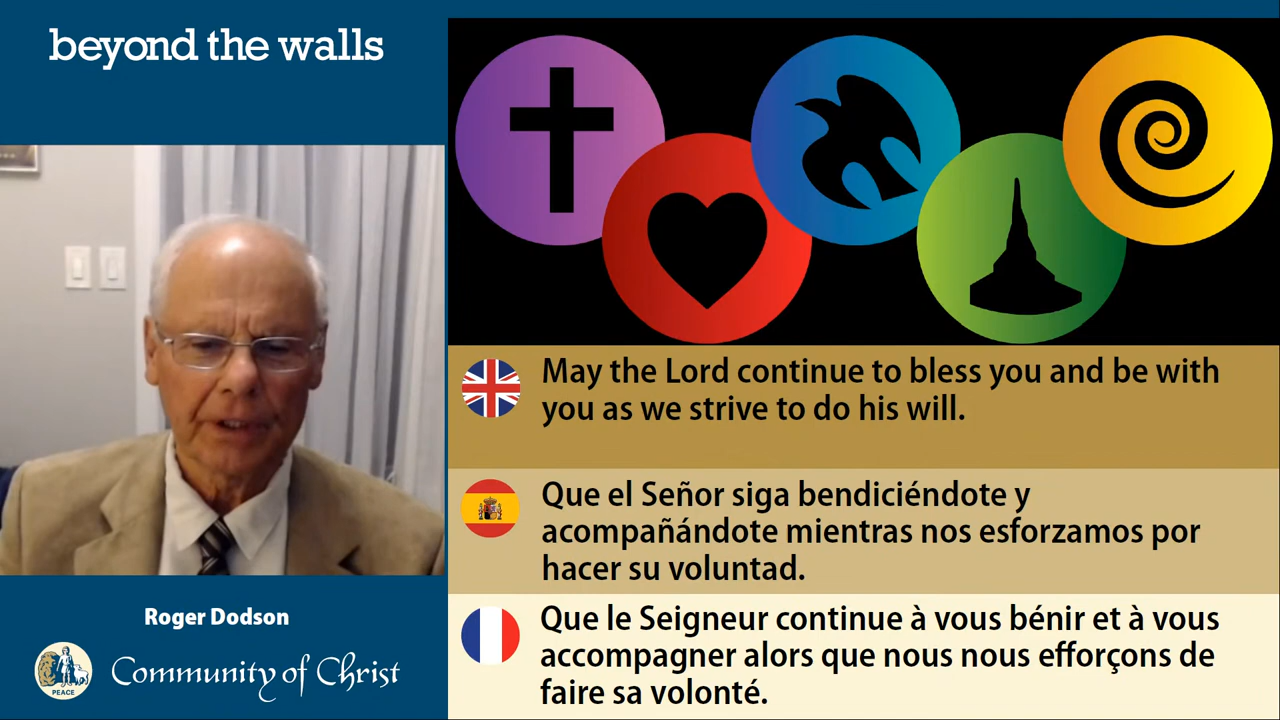 beyond the walls
May the Lord continue to bless you and be with
you as we strive to do his will.
Que el Señor siga bendiciéndote y
acompañándote mientras nos esforzamos por
hacer su voluntad.
Que le Seigneur continue à vous bénir et à vous
accompagner alors que nous nous efforçons de
faire sa volonté.
Roger Dodson
PEACE
Community of Christ